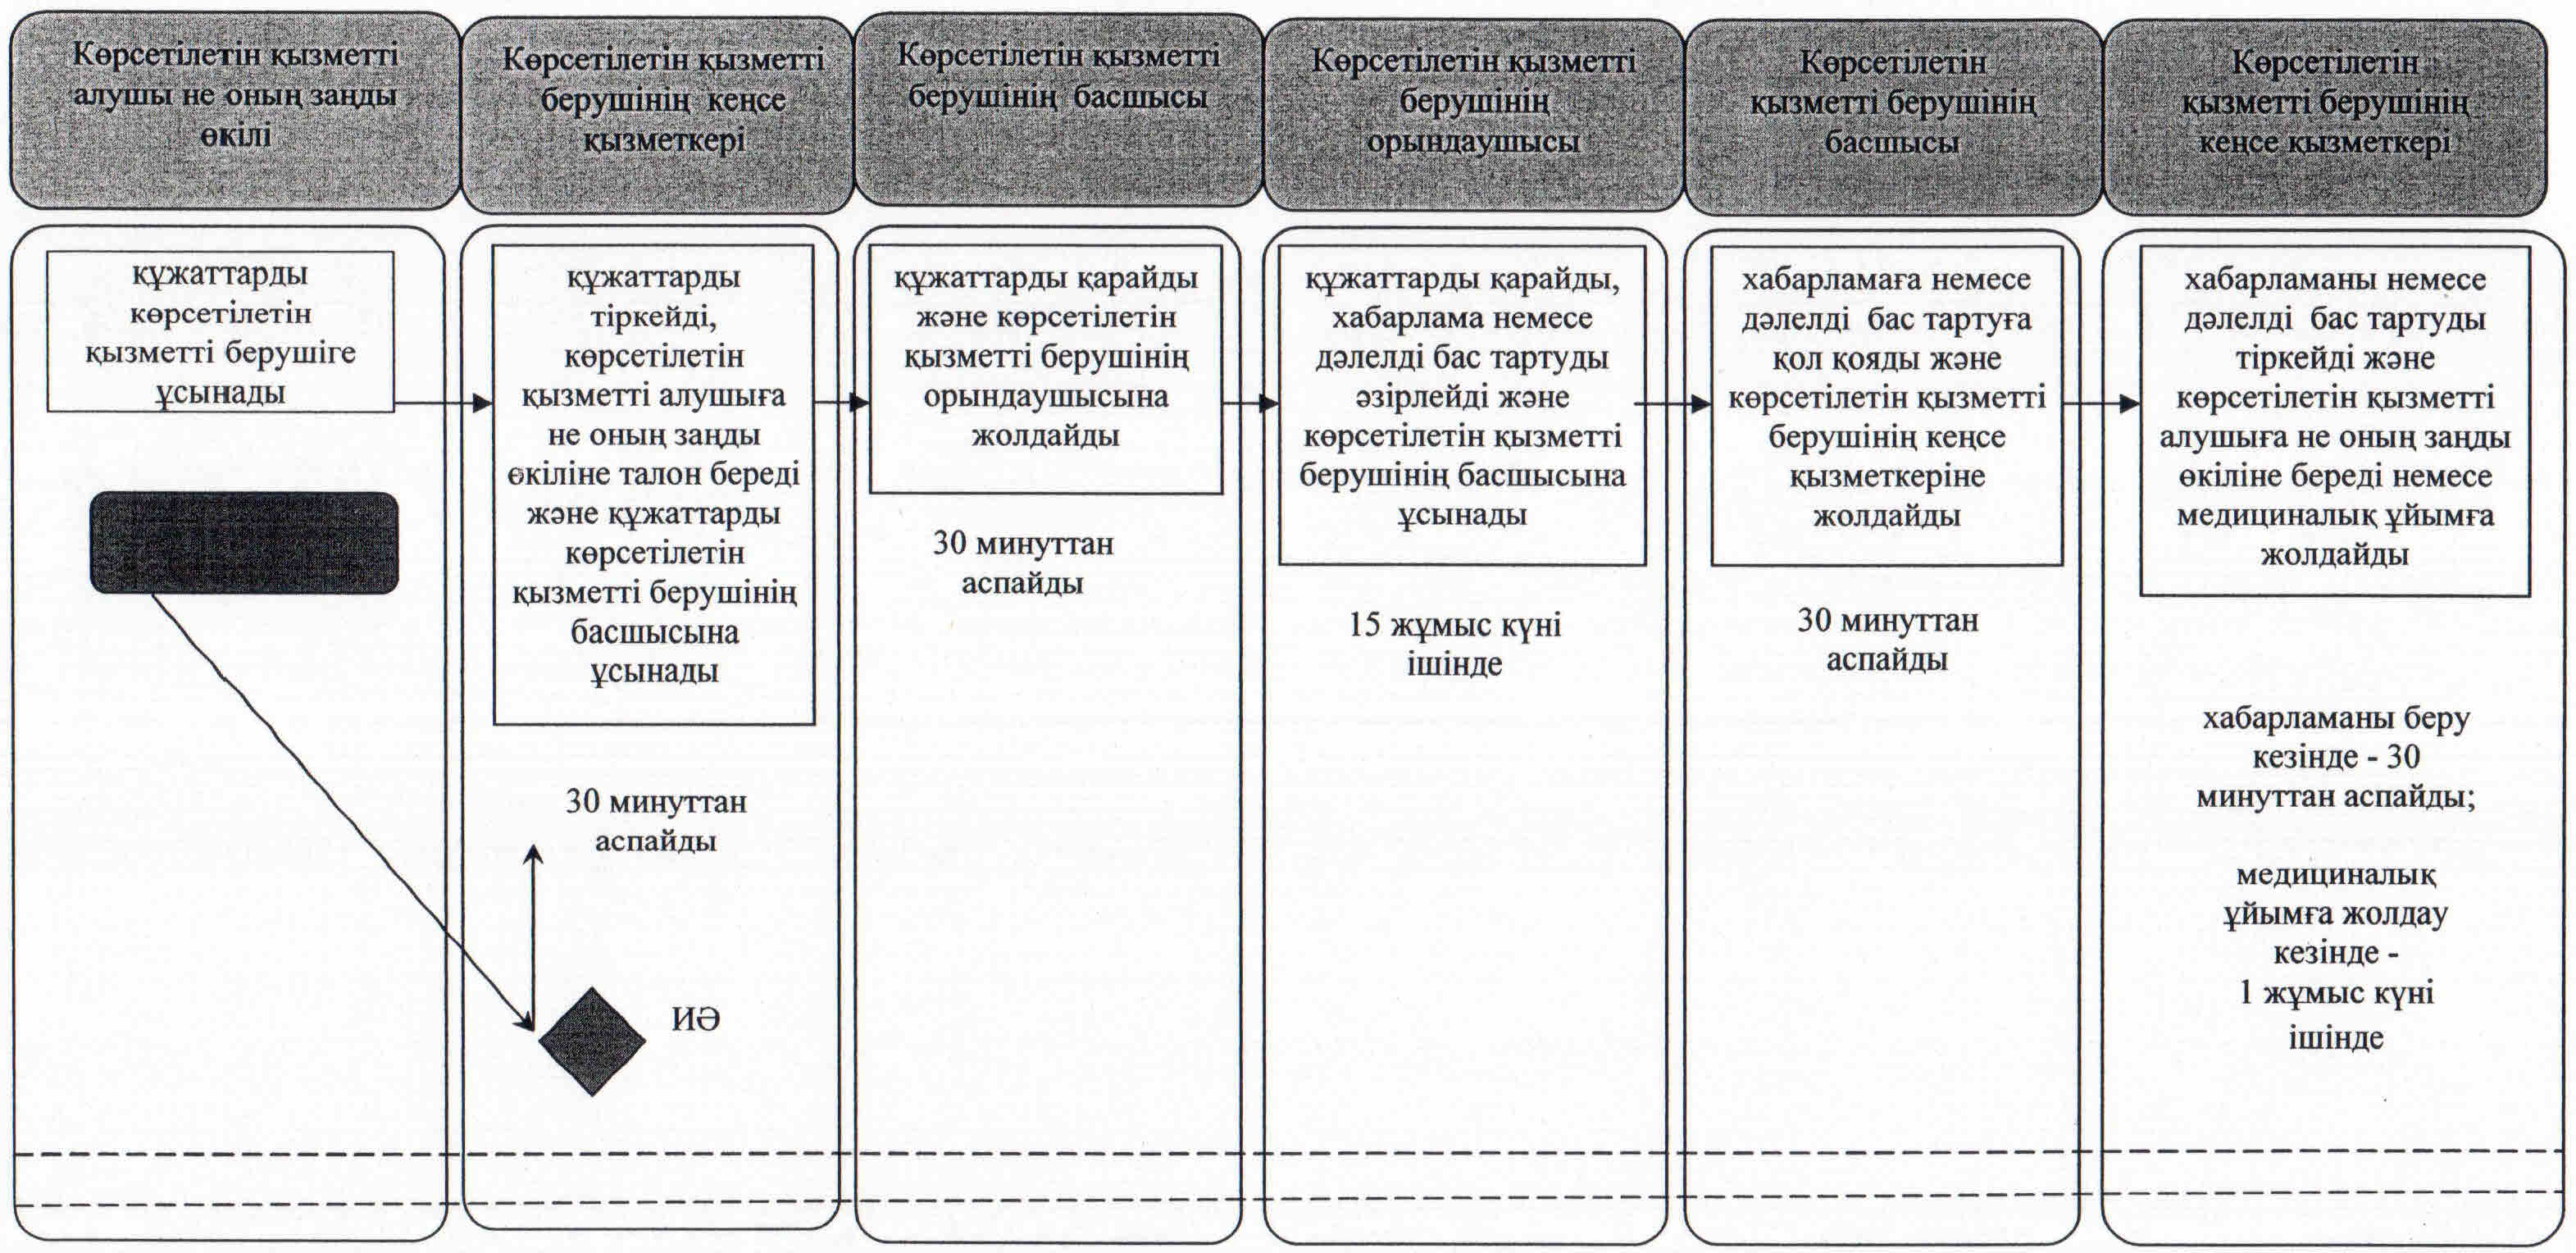 Көрсетілетін қызметті
алушы не оның заңды
өкілі
Көрсетілетін қызметті
берушінің кеңсе
қызметкері
Көрсетілетін қызметті
берушінің басшысы
Көрсетілетін қызметті
берушінің
орындаушысы
Көрсетілетін
қызметті берушінің
басшысы
Көрсетілетін
қызметті берушінің
кеңсе қызметкері
құжаттарды
көрсетілетін
қызметті берушіге
ұсынады
құжаттарды
тіркейді,
көрсетілетін
қызметті алушыға
не оның заңды
өкіліне талон береді
және құжаттарды
көрсетілетін
қызметті берушінің
басшысына
ұсынады
30 минуттан
аспайды
ИӘ
құжаттарды қарайды
және көрсетілетін
қызметті берушінің
орындаушысына
жолдайды
30 минуттан
аспайды
құжаттарды қарайды,
хабарлама немесе
дәлелді бас тартуды
әзірлейді және
көрсетілетін қызметті
берушінің басшысына
ұсынады
15 жұмыс күні
ішінде
хабарламаға немесе
дәлелді бас тартуға
қол қояды және
көрсетілетін қызметті
берушінің кеңсе
қызметкеріне
жолдайды
30 минуттан
аспайды
хабарламаны немесе
дәлелді бас тартуды
тіркейді және
көрсетілетін қызметті
алушыға не оның заңды
өкіліне береді немесе
медициналық ұйымға
жолдайды
хабарламаны беру
кезінде - 30
минуттан аспайды;
медициналық
ұйымға жолдау
кезінде -
1 жұмыс күні
ішінде